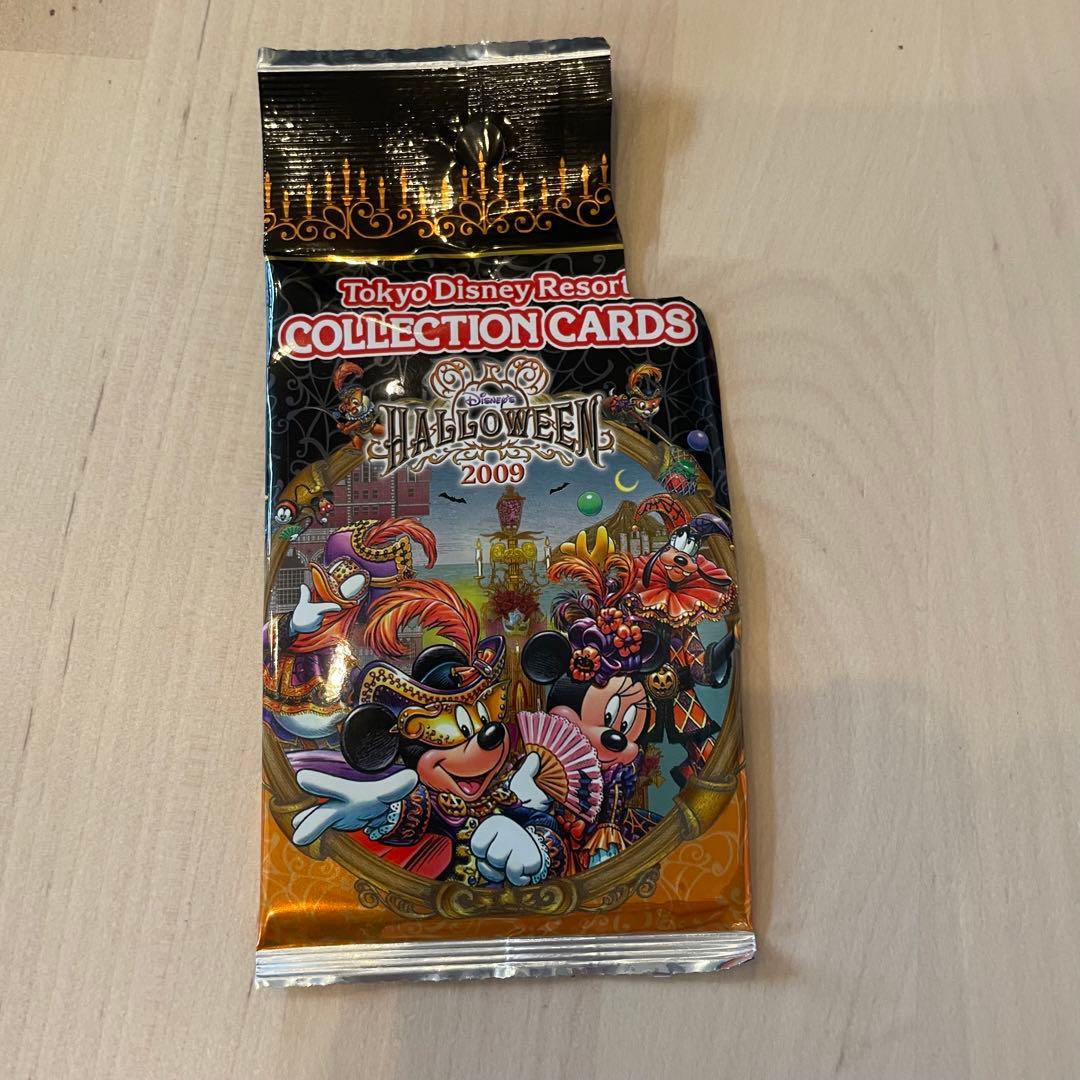 Tokyo Disney Resort
COLLECTION CARDS
Disney's
HALLOWEEN
2009